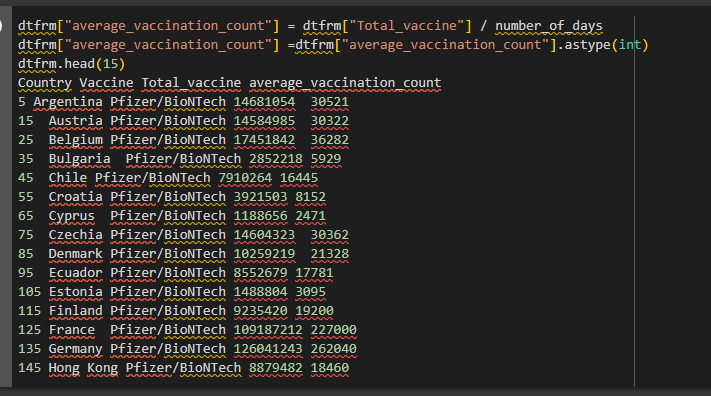 dtfrm["average_vaccination_count"] = dtfrm["Total_vaccine"] / number_of_days
dtfrm["average_vaccination_count"] =dtfrm["average_vaccination_count"].astype(int)
dtfrm.head(15)
Country Vaccine Total_vaccine average_vaccination_count
5 Argentina Pfizer/BioNTech 14681054  30521
15  Austria Pfizer/BioNTech 14584985  30322
25  Belgium Pfizer/BioNTech 17451842  36282
35  Bulgaria  Pfizer/BioNTech 2852218 5929
45  Chile Pfizer/BioNTech 7910264 16445
55  Croatia Pfizer/BioNTech 3921503 8152
65  Cyprus  Pfizer/BioNTech 1188656 2471
75  Czechia Pfizer/BioNTech 14604323  30362
85  Denmark Pfizer/BioNTech 10259219  21328
95  Ecuador Pfizer/BioNTech 8552679 17781
105 Estonia Pfizer/BioNTech 1488804 3095
115 Finland Pfizer/BioNTech 9235420 19200
125 France  Pfizer/BioNTech 109187212 227000
135 Germany Pfizer/BioNTech 126041243 262040
145 Hong Kong Pfizer/BioNTech 8879482 18460